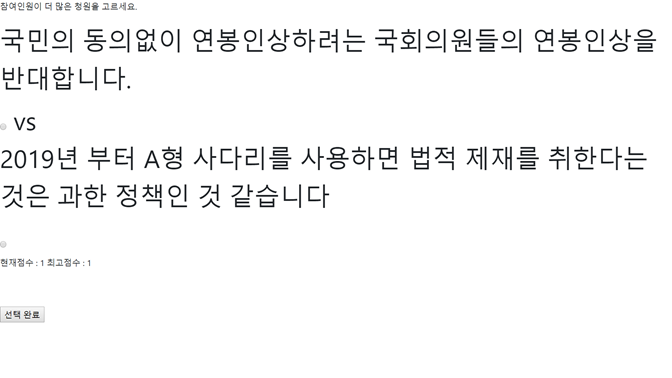 참여인원이 더 많은 청원을 고르세요.
국민의 동의없이 연봉인상하려는 국회의원들의 연봉인상을
반대합니다.
VS
2019년 부터 A형 사다리를 사용하면 법적 제재를 취한다는
것은 과한 정책인 것 같습니다
현재점수 : 1 최고점수 : 1
선택 완료